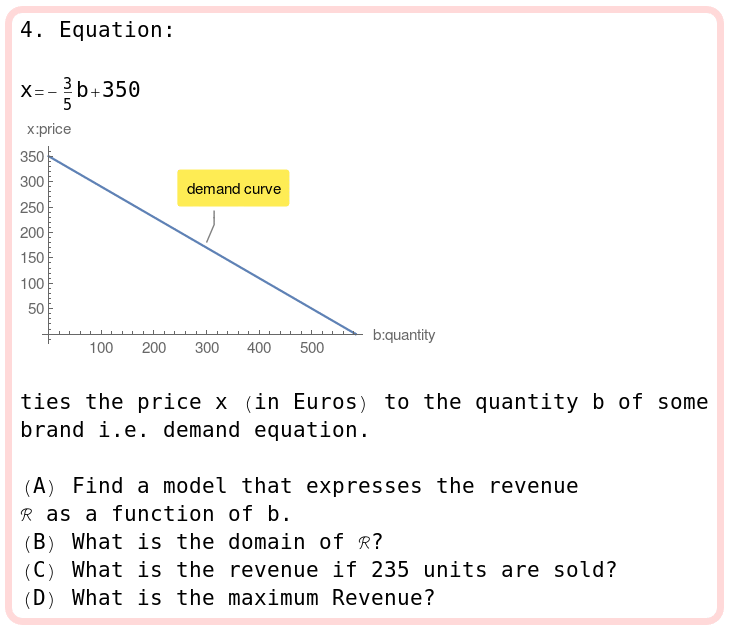 4. Equation:
x=-3/5 b+350
x:price
350
300
250
200
150
100
50
demand curve
100 200 300 400 500
b:quantity
ties the price x (in Euros) to the quantity b of some
brand i.e. demand equation.
(A) Find a model that expresses the revenue
ℛ as a function of b.
(B) What is the domain of ℛ?
(C) What is the revenue if 235 units are sold?
(D) What is the maximum Revenue?